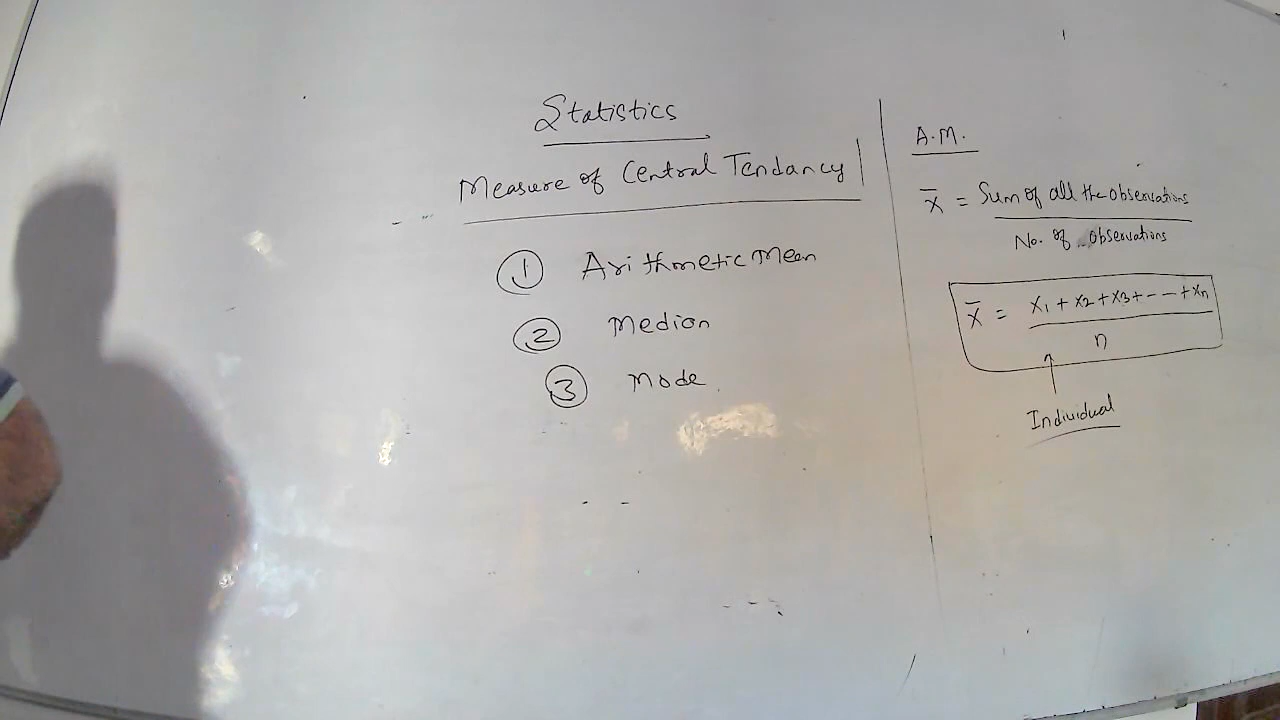 Statistics
Measure of Central Tendancy
① Arithmetic Mean
② Median
③ Mode
A.M.
x̄ = Sum of all the observations
No. of observations
x̄ = x₁ + x₂ + x₃ + - - - + xₙ
n
Individual